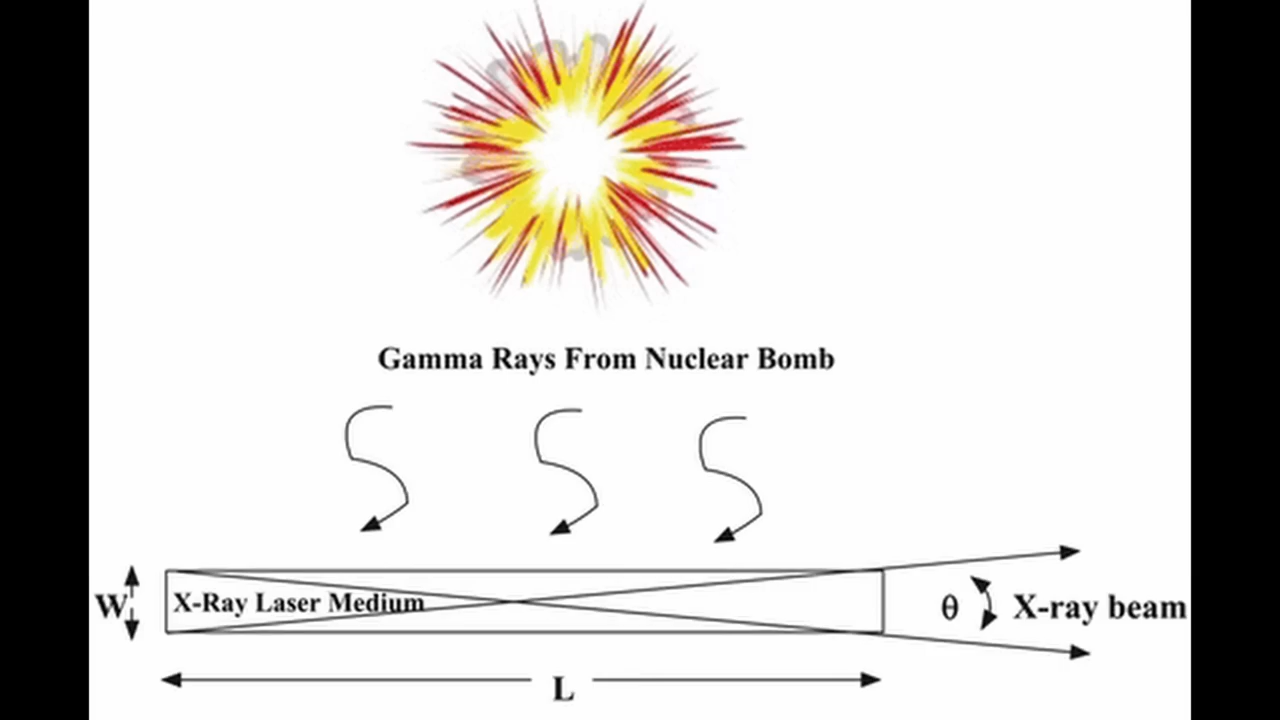 Gamma Rays From Nuclear Bomb
W
X-Ray Laser Medium
θ
X-ray beam
L